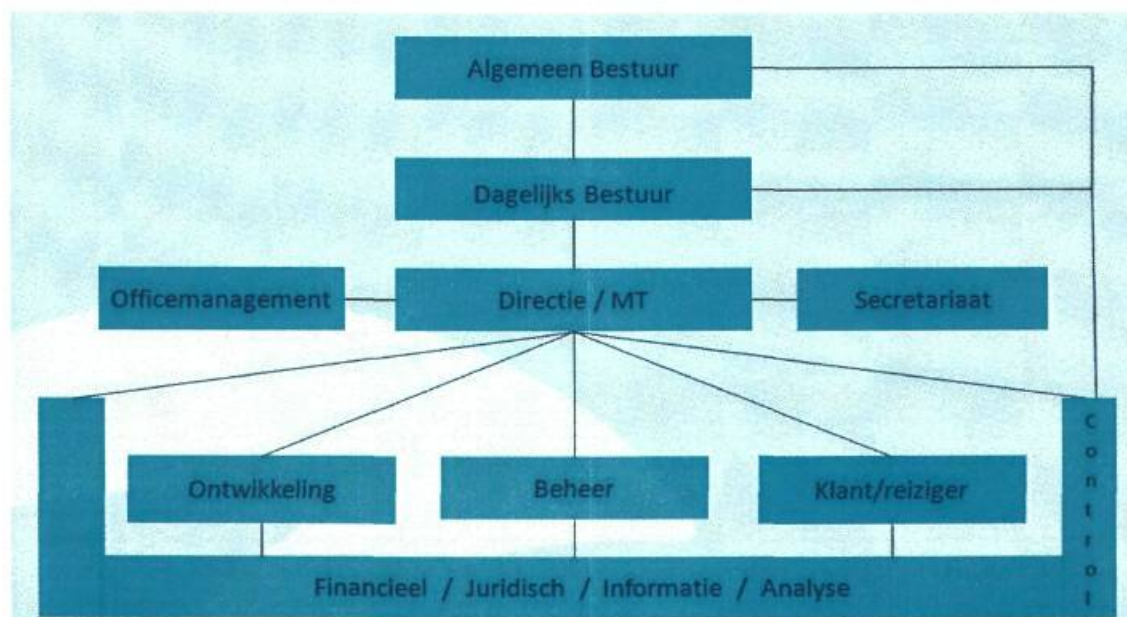 Algemeen Bestuur
Dagelijks Bestuur
Officemanagement
Directie / MT
Secretariaat
Ontwikkeling
Beheer
Klant/reiziger
Control
Financieel / Juridisch / Informatie / Analyse